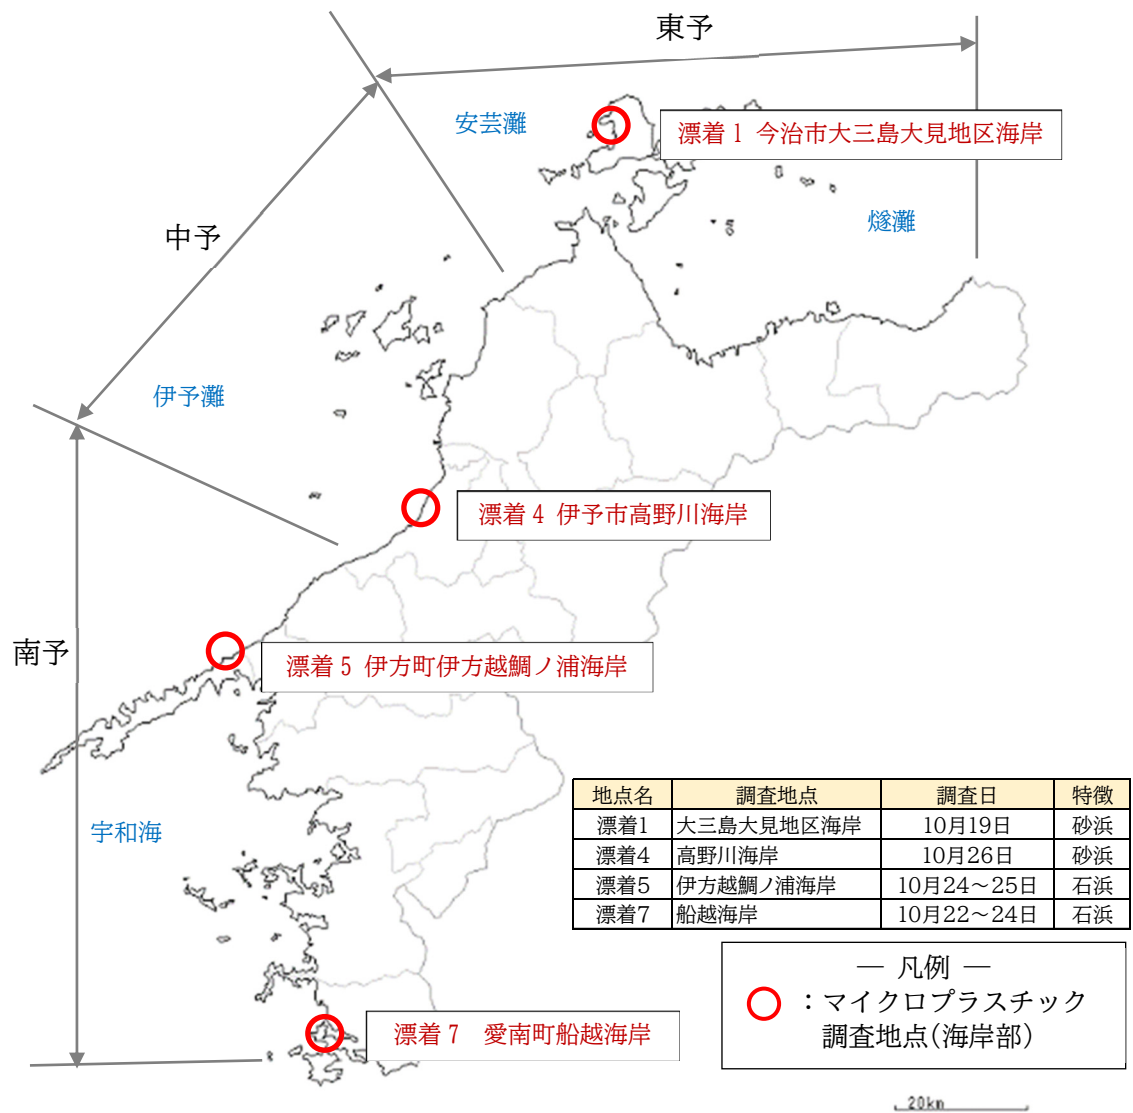 東予
安芸灘
漂着 1 今治市大三島大見地区海岸
燧灘
中予
伊予灘
漂着 4 伊予市高野川海岸
南予
漂着 5 伊方町伊方越鯛ノ浦海岸
宇和海
地点名 調査地点 調査日 特徴
漂着1 大三島大見地区海岸 10月19日 砂浜
漂着4 高野川海岸 10月26日 砂浜
漂着5 伊方越鯛ノ浦海岸 10月24～25日 石浜
漂着7 船越海岸 10月22～24日 石浜
― 凡例 ―
：マイクロプラスチック
調査地点(海岸部)
漂着 7 愛南町船越海岸
20km